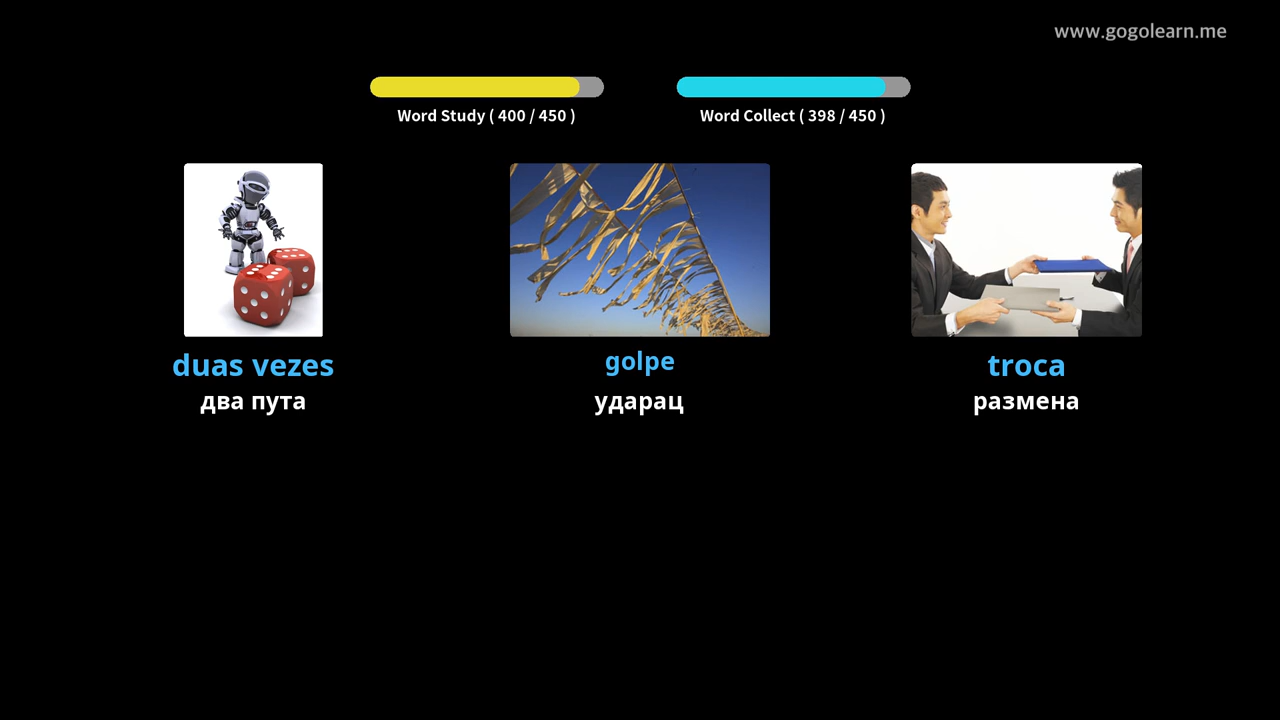 www.gogolearn.me
Word Study ( 400 / 450 )
Word Collect ( 398 / 450 )
duas vezes
два пута
golpe
ударац
troca
размена